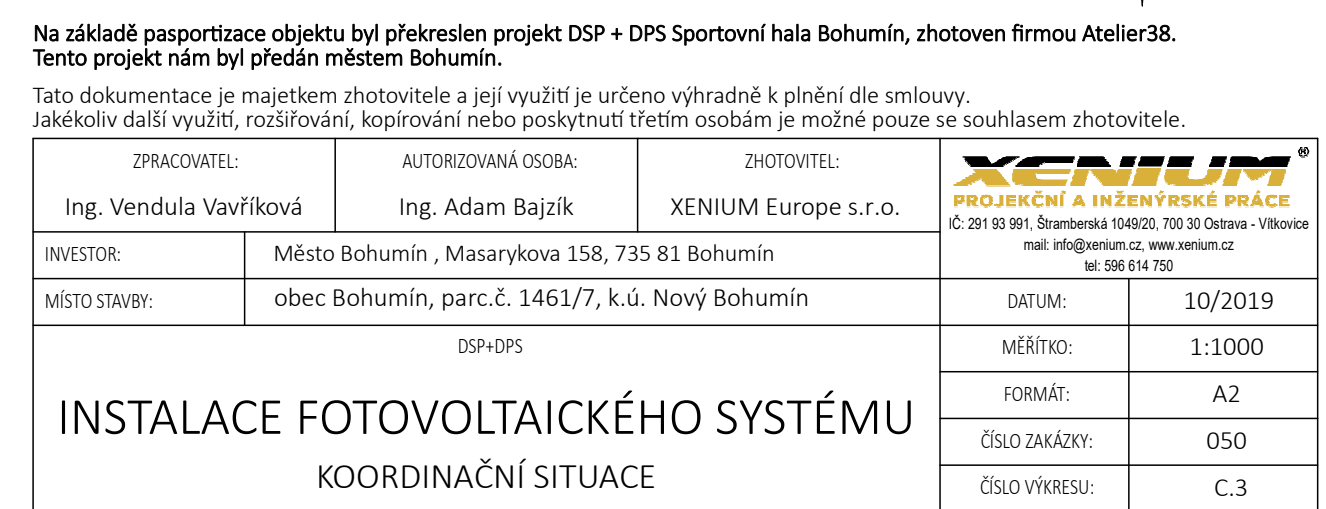 Na základě pasportizace objektu byl překreslen projekt DSP + DPS Sportovní hala Bohumín, zhotoven firmou Atelier38.
Tento projekt nám byl předán městem Bohumín.
Tato dokumentace je majetkem zhotovitele a její využití je určeno výhradně k plnění dle smlouvy.
Jakékoliv další využití, rozšiřování, kopírování nebo poskytnutí třetím osobám je možné pouze se souhlasem zhotovitele.
ZPRACOVATEL:
Ing. Vendula Vavříková
AUTORIZOVANÁ OSOBA:
Ing. Adam Bajzík
ZHOTOVITEL:
XENIUM Europe s.r.o.
XENIUM®
PROJEKČNÍ A INŽENÝRSKÉ PRÁCE
IČ: 291 93 991, Štramberská 1049/20, 700 30 Ostrava - Vítkovice
mail: info@xenium.cz, www.xenium.cz
tel: 596 614 750
INVESTOR: Město Bohumín , Masarykova 158, 735 81 Bohumín
MÍSTO STAVBY: obec Bohumín, parc.č. 1461/7, k.ú. Nový Bohumín
DATUM: 10/2019
DSP+DPS
INSTALACE FOTOVOLTAICKÉHO SYSTÉMU
KOORDINAČNÍ SITUACE
MĚŘÍTKO: 1:1000
FORMÁT: A2
ČÍSLO ZAKÁZKY: 050
ČÍSLO VÝKRESU: C.3